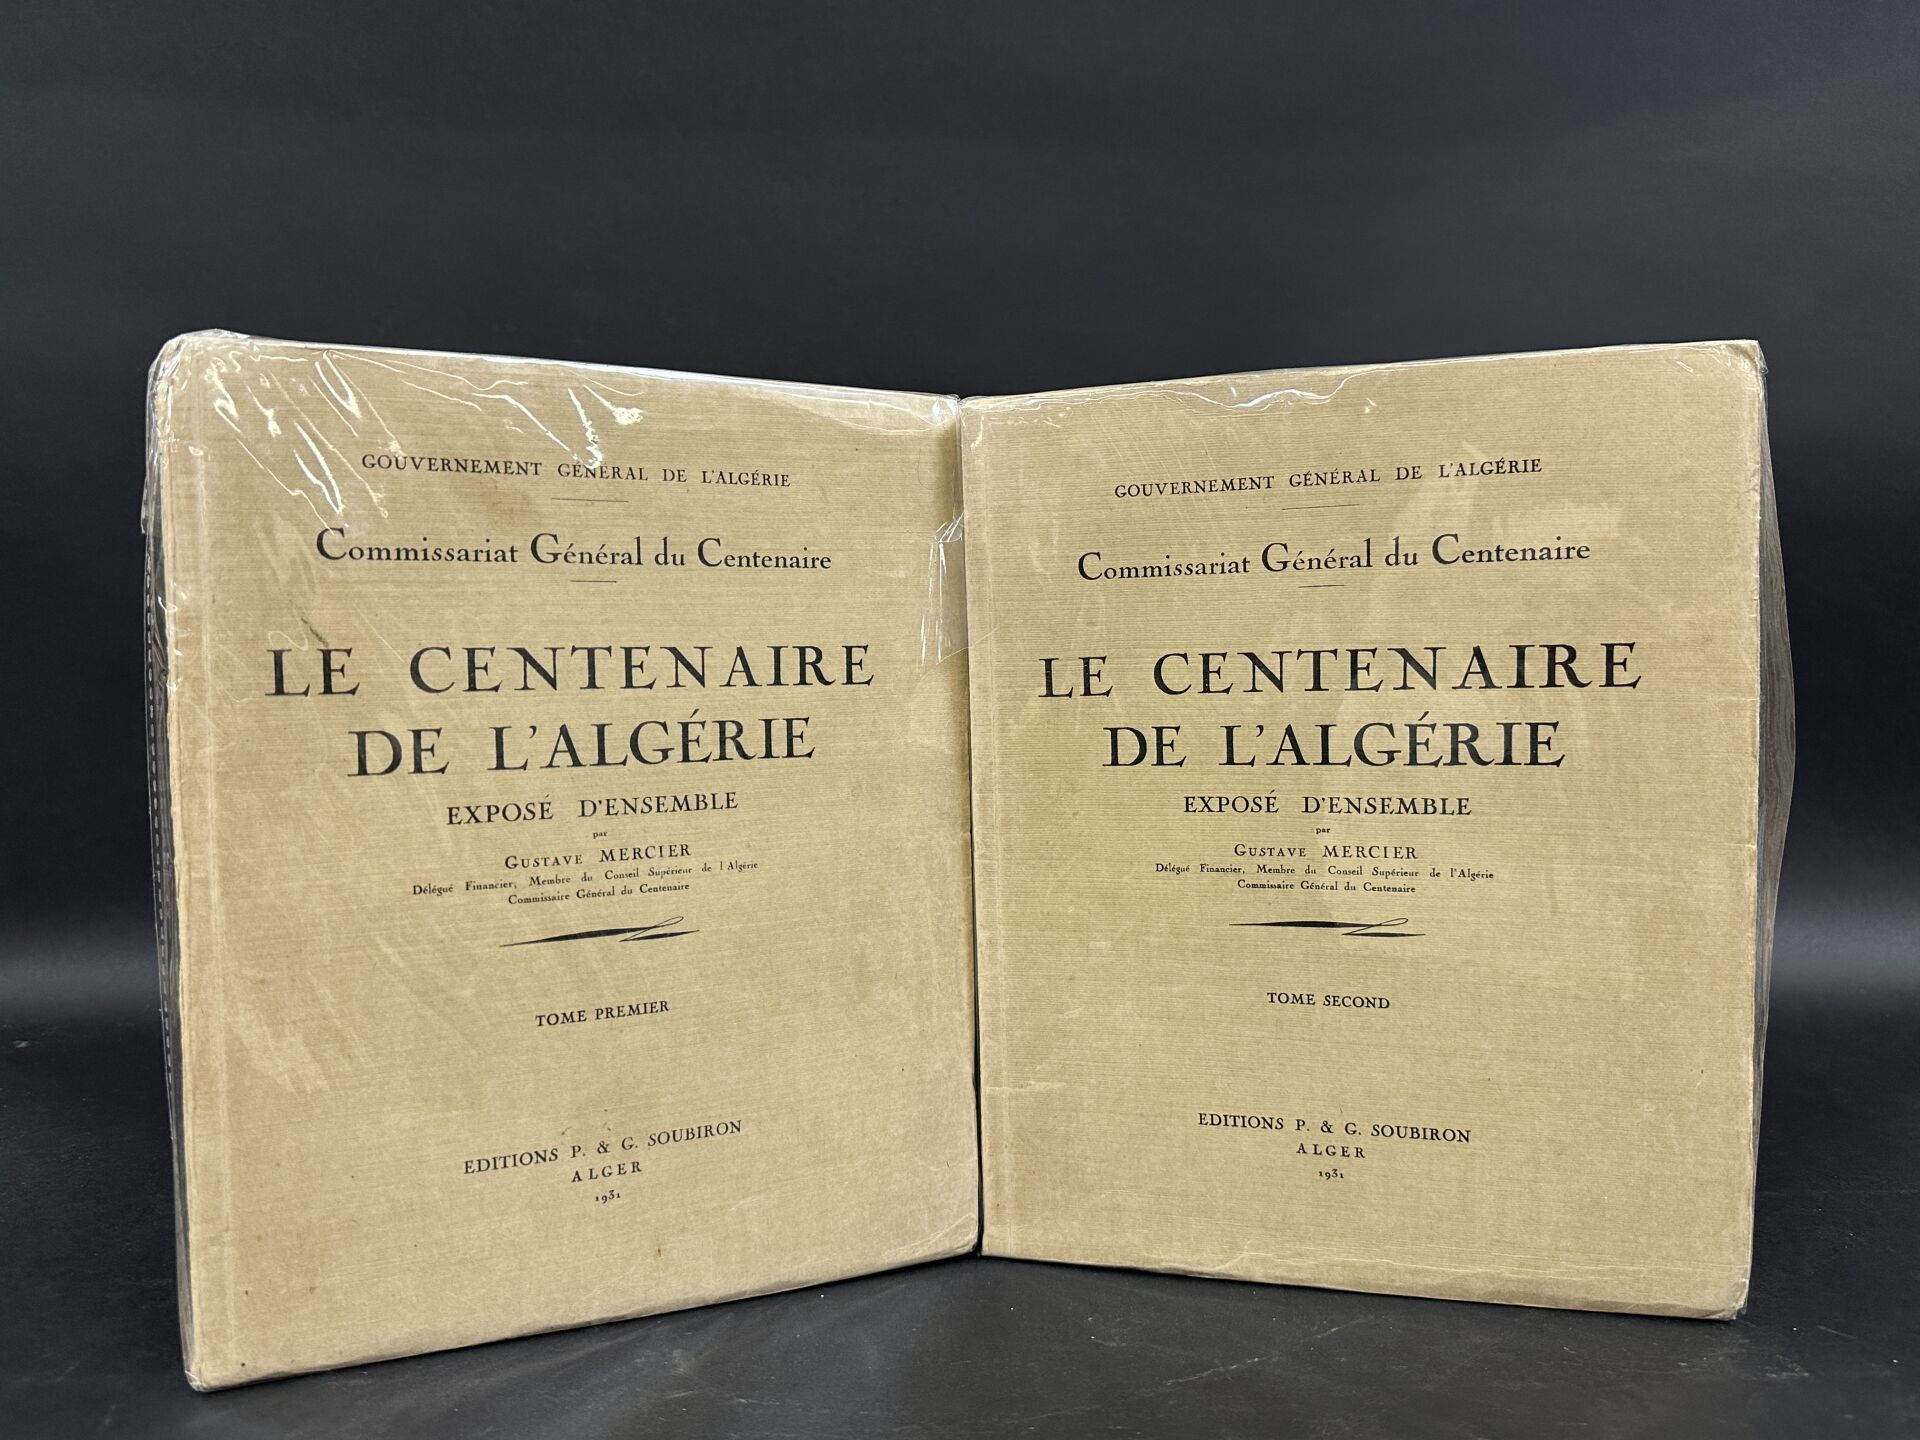 GOUVERNEMENT GÉNÉRAL DE L'ALGÉRIE
Commissariat Général du Centenaire
LE CENTENAIRE
DE L'ALGÉRIE
EXPOSÉ D'ENSEMBLE
par
GUSTAVE MERCIER
Délégué Financier, Membre du Conseil Supérieur de l'Algérie
Commissaire Général du Centenaire
TOME PREMIER
EDITIONS P. & G. SOUBIRON
ALGER
1931
GOUVERNEMENT GÉNÉRAL DE L'ALGÉRIE
Commissariat Général du Centenaire
LE CENTENAIRE
DE L'ALGÉRIE
EXPOSÉ D'ENSEMBLE
par
GUSTAVE MERCIER
Délégué Financier, Membre du Conseil Supérieur de l'Algérie
Commissaire Général du Centenaire
TOME SECOND
EDITIONS P. & G. SOUBIRON
ALGER
1931